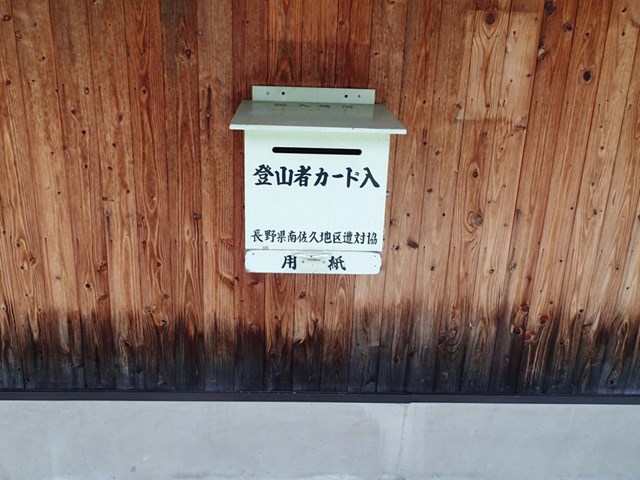 登山者カード入
長野県南佐久地区遭対協
用紙